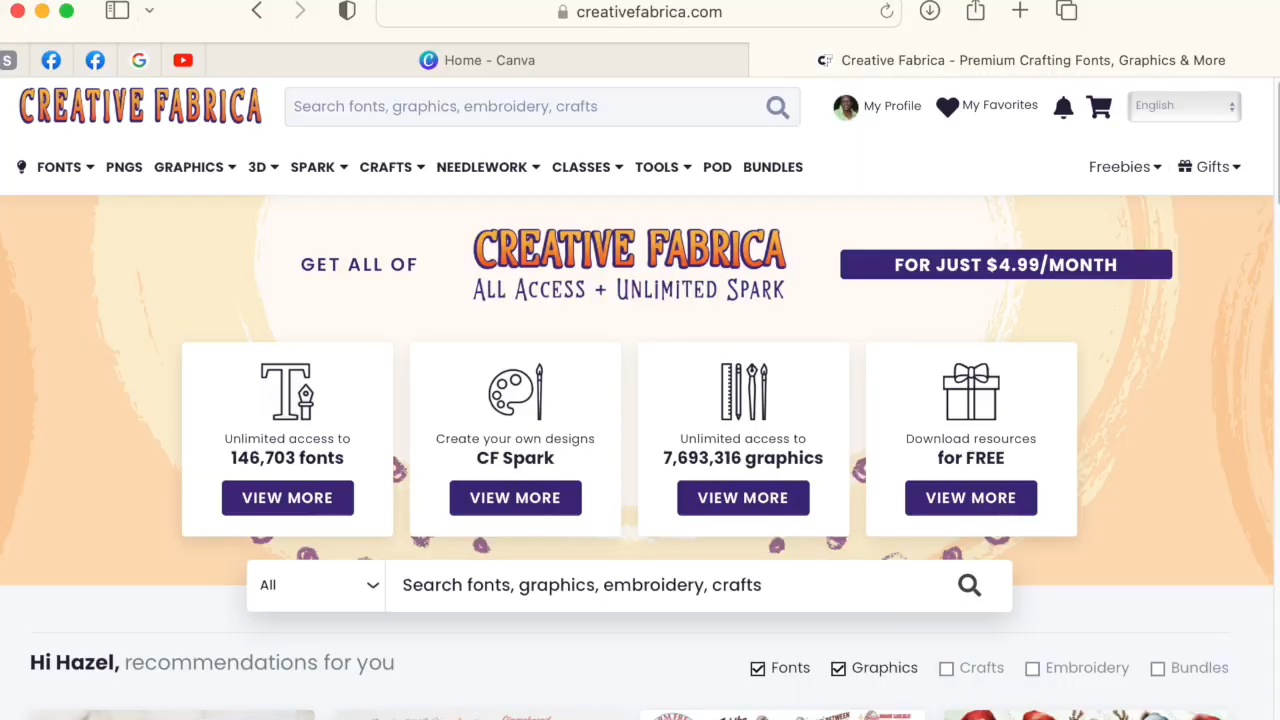 creativefabrica.com
S
Home - Canva
Creative Fabrica - Premium Crafting Fonts, Graphics & More
CREATIVE FABRICA
Search fonts, graphics, embroidery, crafts
My Profile
My Favorites
English
FONTS
PNGS
GRAPHICS
3D
SPARK
CRAFTS
NEEDLEWORK
CLASSES
TOOLS
POD
BUNDLES
Freebies
Gifts
GET ALL OF
CREATIVE FABRICA
ALL ACCESS + UNLIMITED SPARK
FOR JUST $4.99/MONTH
Unlimited access to
146,703 fonts
VIEW MORE
Create your own designs
CF Spark
VIEW MORE
Unlimited access to
7,693,316 graphics
VIEW MORE
Download resources
for FREE
VIEW MORE
All
Search fonts, graphics, embroidery, crafts
Hi Hazel, recommendations for you
Fonts
Graphics
Crafts
Embroidery
Bundles